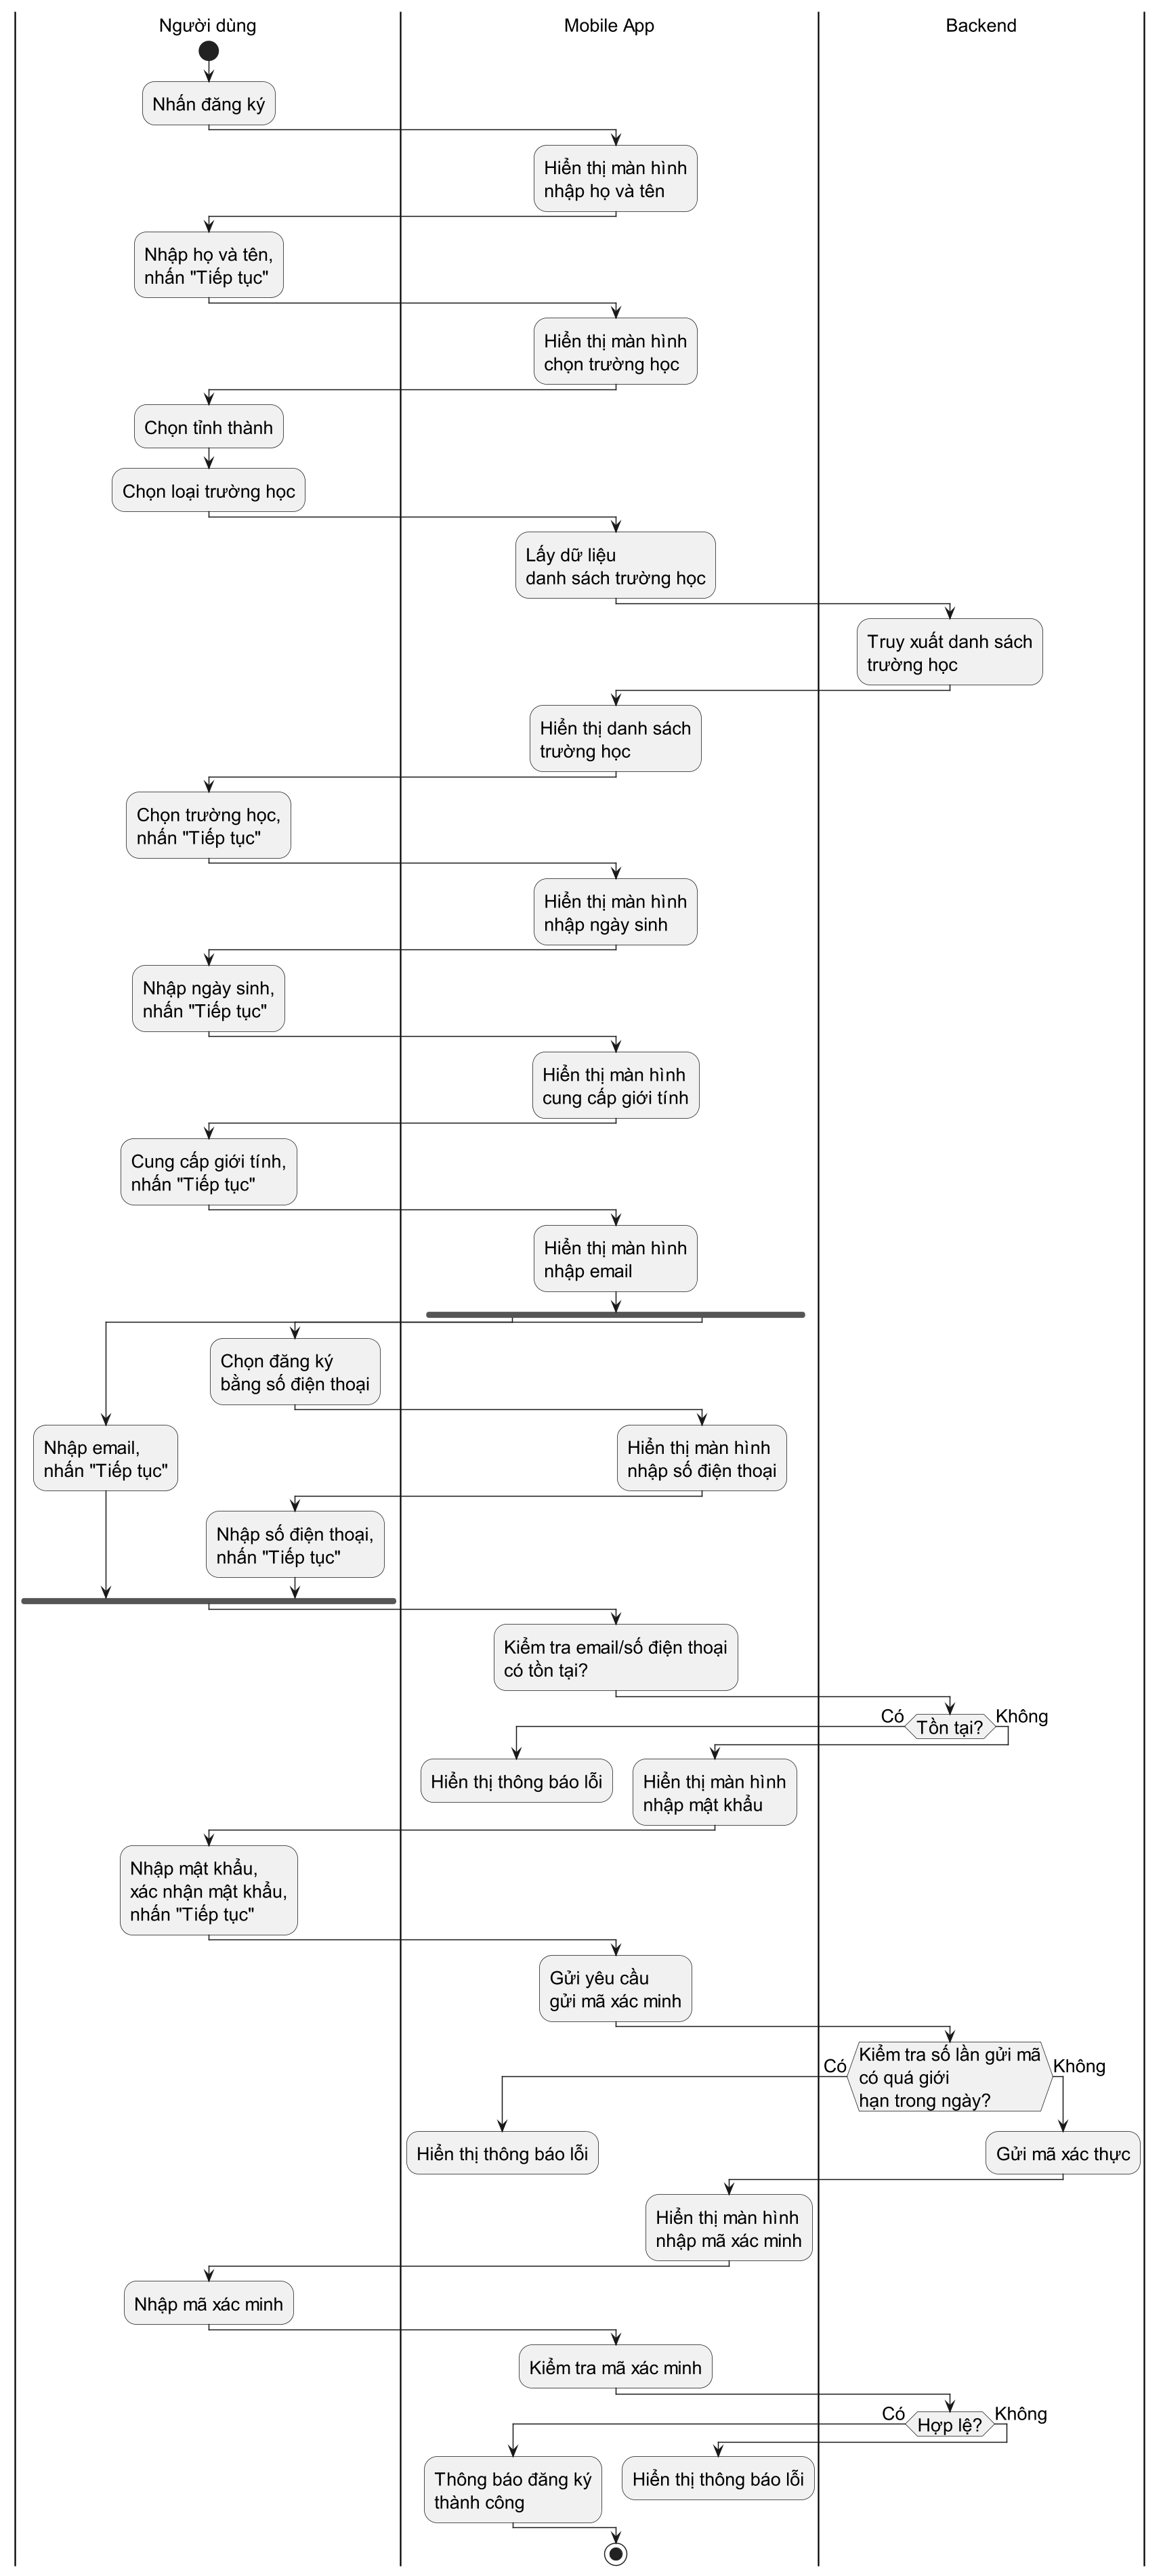 Người dùng
Mobile App
Backend
Nhấn đăng ký
Hiển thị màn hình
nhập họ và tên
Nhập họ và tên,
nhấn "Tiếp tục"
Hiển thị màn hình
chọn trường học
Chọn tỉnh thành
Chọn loại trường học
Lấy dữ liệu
danh sách trường học
Truy xuất danh sách
trường học
Hiển thị danh sách
trường học
Chọn trường học,
nhấn "Tiếp tục"
Hiển thị màn hình
nhập ngày sinh
Nhập ngày sinh,
nhấn "Tiếp tục"
Hiển thị màn hình
cung cấp giới tính
Cung cấp giới tính,
nhấn "Tiếp tục"
Hiển thị màn hình
nhập email
Chọn đăng ký
bằng số điện thoại
Nhập email,
nhấn "Tiếp tục"
Hiển thị màn hình
nhập số điện thoại
Nhập số điện thoại,
nhấn "Tiếp tục"
Kiểm tra email/số điện thoại
có tồn tại?
Có
Tồn tại?
Không
Hiển thị thông báo lỗi
Hiển thị màn hình
nhập mật khẩu
Nhập mật khẩu,
xác nhận mật khẩu,
nhấn "Tiếp tục"
Gửi yêu cầu
gửi mã xác minh
Có
Kiểm tra số lần gửi mã
có quá giới
hạn trong ngày?
Không
Hiển thị thông báo lỗi
Gửi mã xác thực
Hiển thị màn hình
nhập mã xác minh
Nhập mã xác minh
Kiểm tra mã xác minh
Có
Hợp lệ?
Không
Thông báo đăng ký
thành công
Hiển thị thông báo lỗi